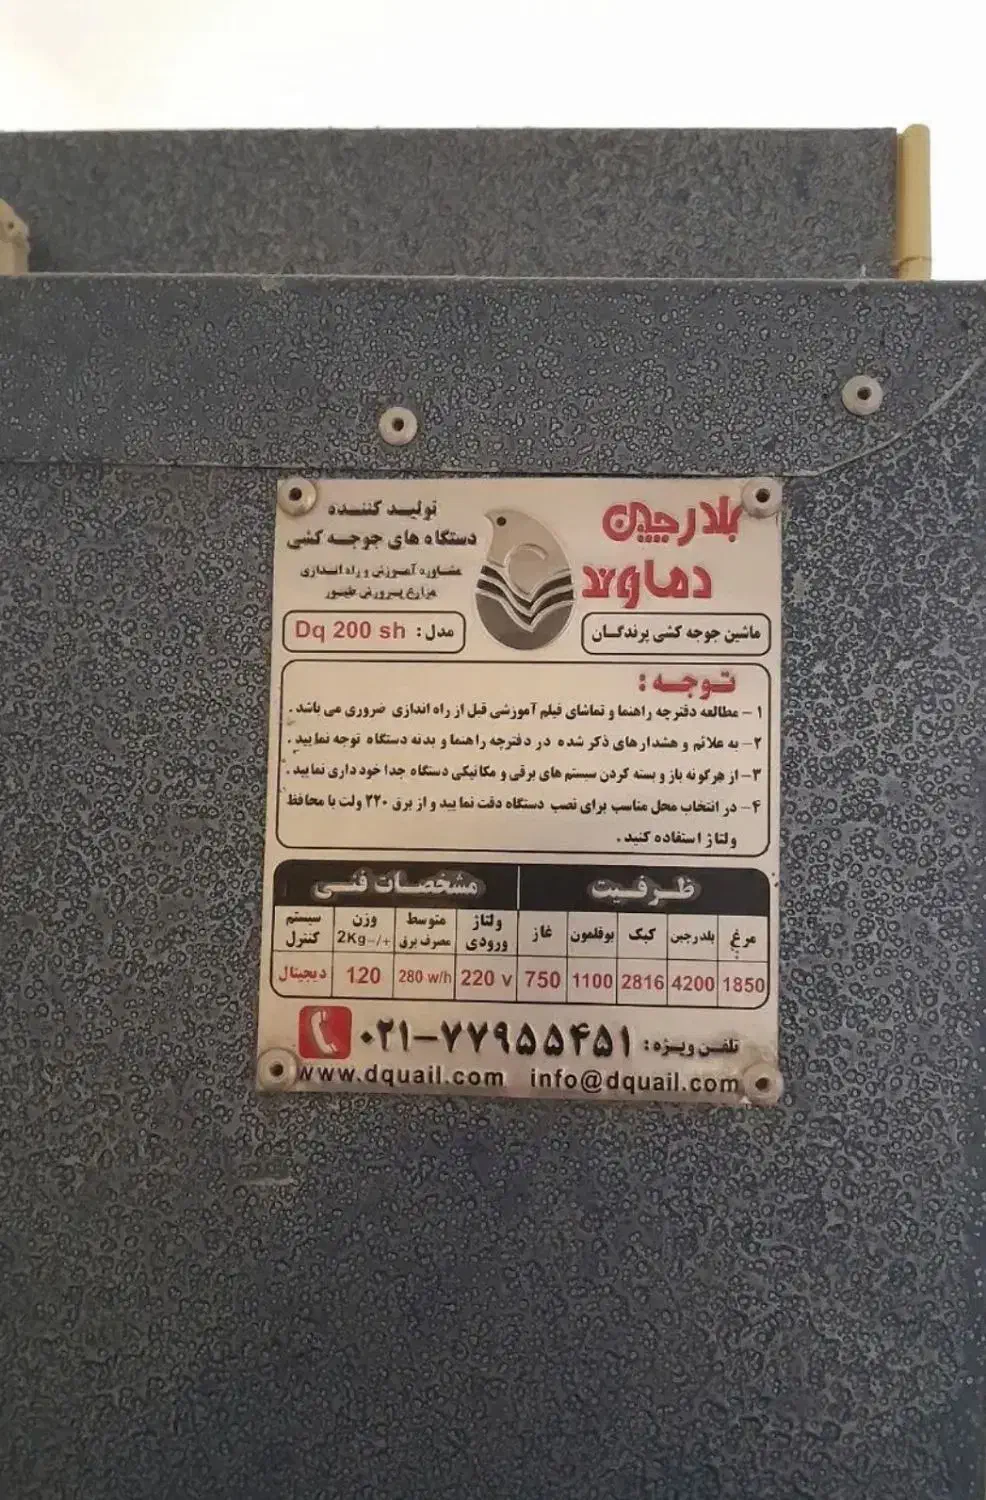 بلدرچین
دماوند
ماشین جوجه کشی پرندگان
تولید کننده
دستگاه های جوجه کشی
مشاوره آموزش و راه اندازی
مزارع پرورش طیور
مدل: Dq 200 sh
توجه:
۱- مطالعه دفترچه راهنما و تماشای فیلم آموزشی قبل از راه اندازی ضروری می باشد.
۲- به علائم و هشدارهای ذکر شده در دفترچه راهنما و بدنه دستگاه توجه نمایید.
۳- از هرگونه باز و بسته کردن سیستم های برقی و مکانیکی دستگاه جدا خود داری نمایید.
۴- در انتخاب محل مناسب برای نصب دستگاه دقت نمایید و از برق ۲۲۰ ولت با محافظ
ولتاژ استفاده کنید.
ظرفیت مشخصات فنی
مرغ بلدرچین کبک بوقلمون غاز ولتاژ ورودی متوسط مصرف برق وزن 2Kg-/+ سیستم کنترل
1850 4200 2816 1100 750 220 v 280 w/h 120 دیجیتال
تلفن ویژه: ۰۲۱-۷۷۹۵۵۴۵۱
www.dquail.com info@dquail.com